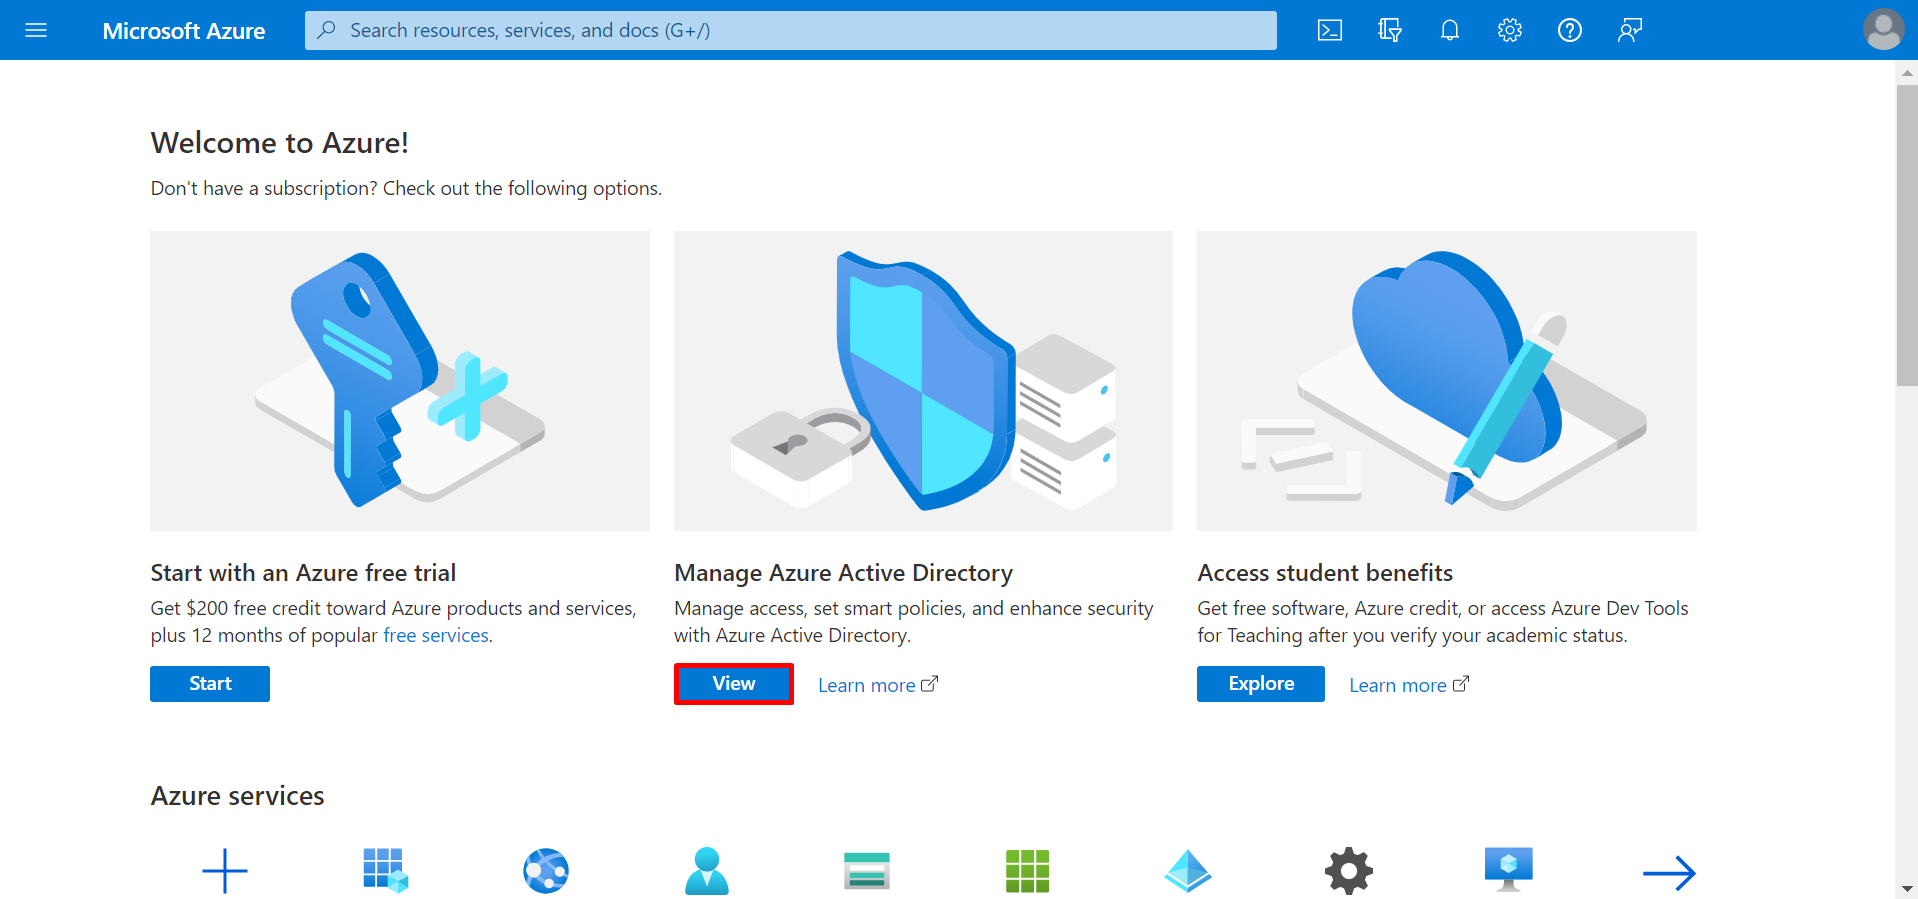 Microsoft Azure
Search resources, services, and docs (G+/)
Welcome to Azure!
Don't have a subscription? Check out the following options.
Start with an Azure free trial
Get $200 free credit toward Azure products and services,
plus 12 months of popular free services.
Start
Manage Azure Active Directory
Manage access, set smart policies, and enhance security
with Azure Active Directory.
View
Learn more
Access student benefits
Get free software, Azure credit, or access Azure Dev Tools
for Teaching after you verify your academic status.
Explore
Learn more
Azure services